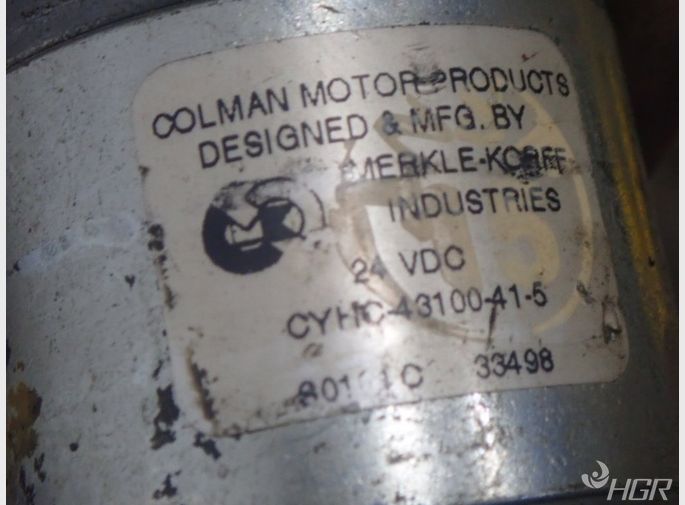 COLMAN MOTOR PRODUCTS
DESIGNED & MFG. BY
MERKLE-KORFF
INDUSTRIES
24 VDC
CYHC-43100-41-5
33498
HGR